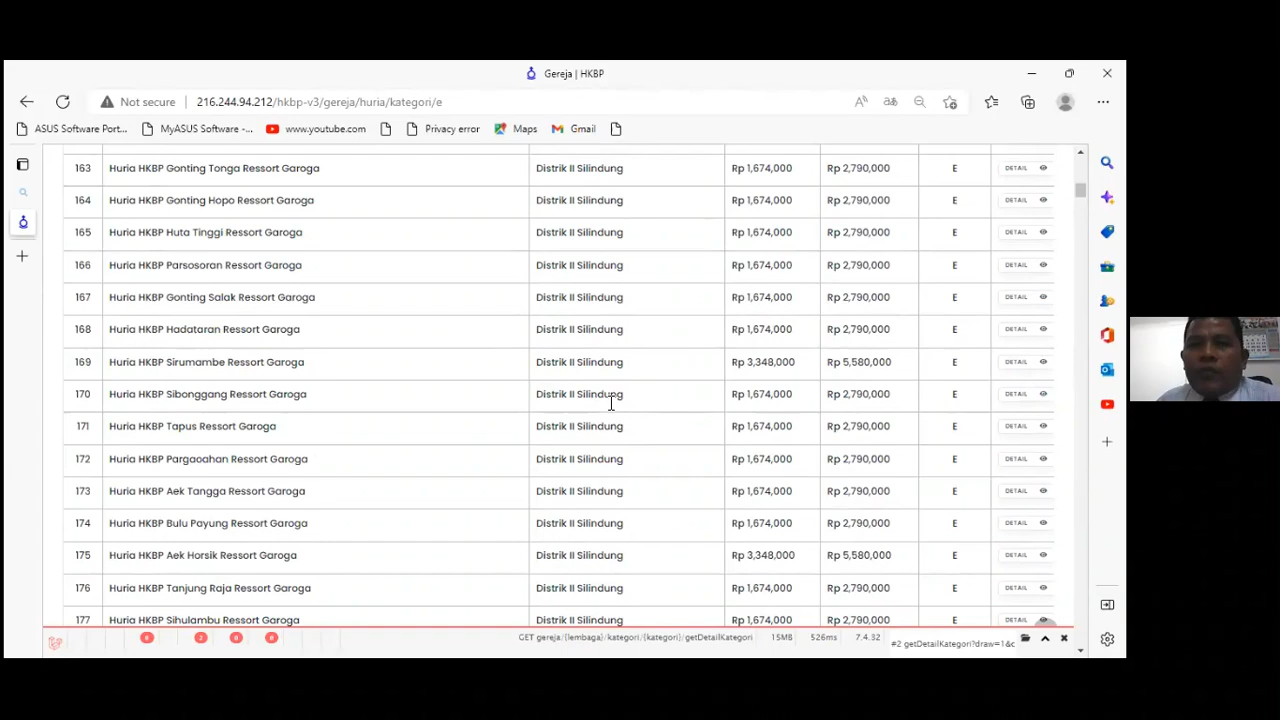 Gereja | HKBP
Not secure 216.244.94.212/hkbp-v3/gereja/huria/kategori/e
ASUS Software Port... MyASUS Software -... www.youtube.com Privacy error Maps Gmail
163 Huria HKBP Gonting Tonga Ressort Garoga Distrik II Silindung Rp 1,674,000 Rp 2,790,000 E DETAIL
164 Huria HKBP Gonting Hopo Ressort Garoga Distrik II Silindung Rp 1,674,000 Rp 2,790,000 E DETAIL
165 Huria HKBP Huta Tinggi Ressort Garoga Distrik II Silindung Rp 1,674,000 Rp 2,790,000 E DETAIL
166 Huria HKBP Parsosoran Ressort Garoga Distrik II Silindung Rp 1,674,000 Rp 2,790,000 E DETAIL
167 Huria HKBP Gonting Salak Ressort Garoga Distrik II Silindung Rp 1,674,000 Rp 2,790,000 E DETAIL
168 Huria HKBP Hadataran Ressort Garoga Distrik II Silindung Rp 1,674,000 Rp 2,790,000 E DETAIL
169 Huria HKBP Sirumambe Ressort Garoga Distrik II Silindung Rp 3,348,000 Rp 5,580,000 E DETAIL
170 Huria HKBP Sibonggang Ressort Garoga Distrik II Silindung Rp 1,674,000 Rp 2,790,000 E DETAIL
171 Huria HKBP Tapus Ressort Garoga Distrik II Silindung Rp 1,674,000 Rp 2,790,000 E DETAIL
172 Huria HKBP Pargaoahan Ressort Garoga Distrik II Silindung Rp 1,674,000 Rp 2,790,000 E DETAIL
173 Huria HKBP Aek Tangga Ressort Garoga Distrik II Silindung Rp 1,674,000 Rp 2,790,000 E DETAIL
174 Huria HKBP Bulu Payung Ressort Garoga Distrik II Silindung Rp 1,674,000 Rp 2,790,000 E DETAIL
175 Huria HKBP Aek Horsik Ressort Garoga Distrik II Silindung Rp 3,348,000 Rp 5,580,000 E DETAIL
176 Huria HKBP Tanjung Raja Ressort Garoga Distrik II Silindung Rp 1,674,000 Rp 2,790,000 E DETAIL
177 Huria HKBP Sihulambu Ressort Garoga Distrik II Silindung Rp 1,674,000 Rp 2,790,000 E DETAIL
GET gereja/{lembaga}/kategori/{kategori}/getDetailKategori 15MB 526ms 7.4.32 #2 getDetailKategori?draw=1&c